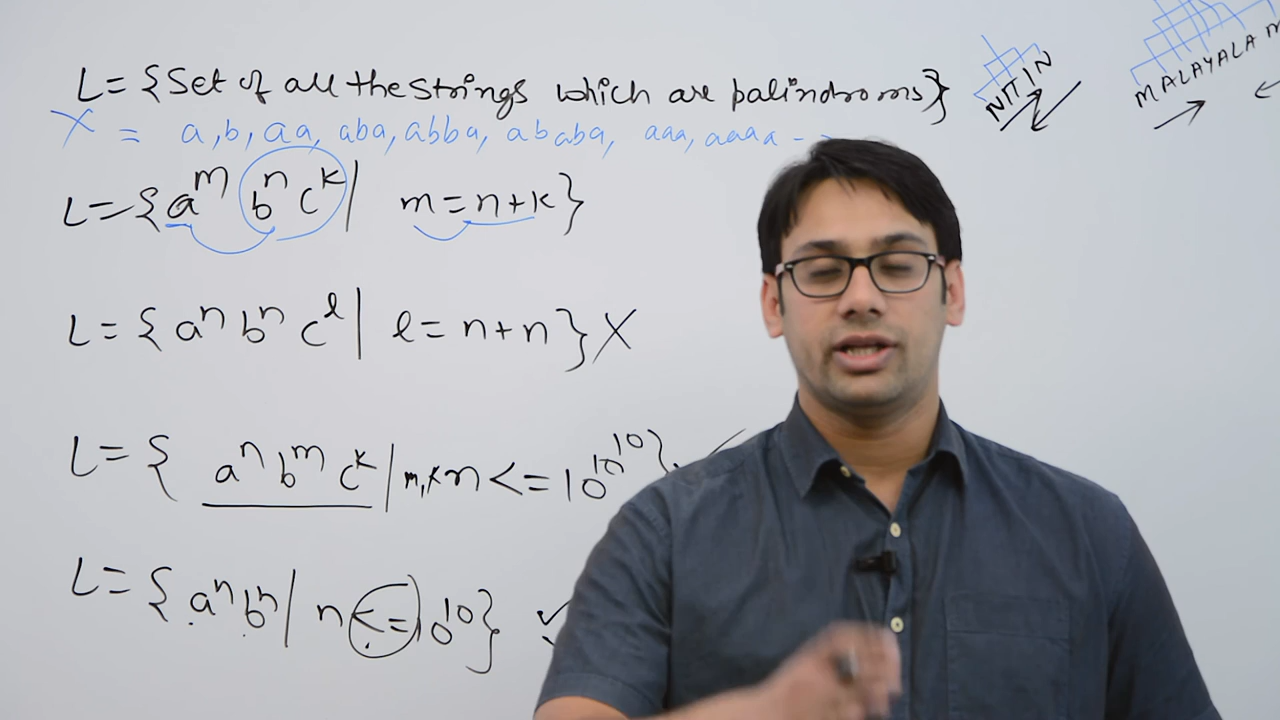 L = {Set of all the strings which are palindroms}
NITIN
MALAYALAM
X = a, b, aa, aba, abba, ababa, aaa, aaaa - -
L = {a^m b^n c^k | m = n + k}
L = {a^n b^n c^l | l = n + n} X
L = { a^n b^m c^k | m, k n <= 10^10^10}. ✓
L = {a^n b^n | n <= 10^10} ✓